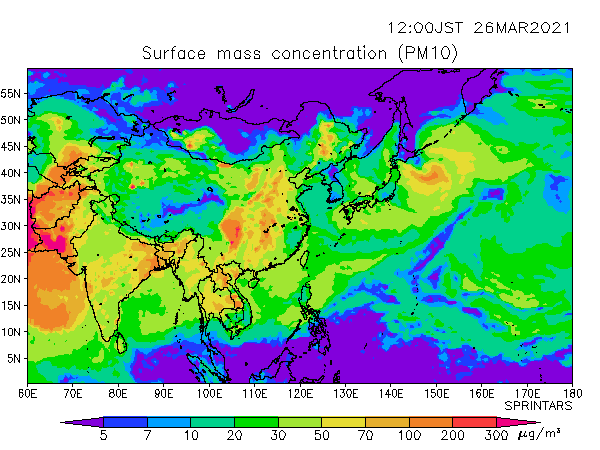 12:00JST 26MAR2021
Surface mass concentration (PM10)
55N
50N
45N
40N
35N
30N
25N
20N
15N
10N
5N
60E 70E 80E 90E 100E 110E 120E 130E 140E 150E 160E 170E 180
SPRINTARS
5 7 10 20 30 50 70 100 200 300 μg/m³